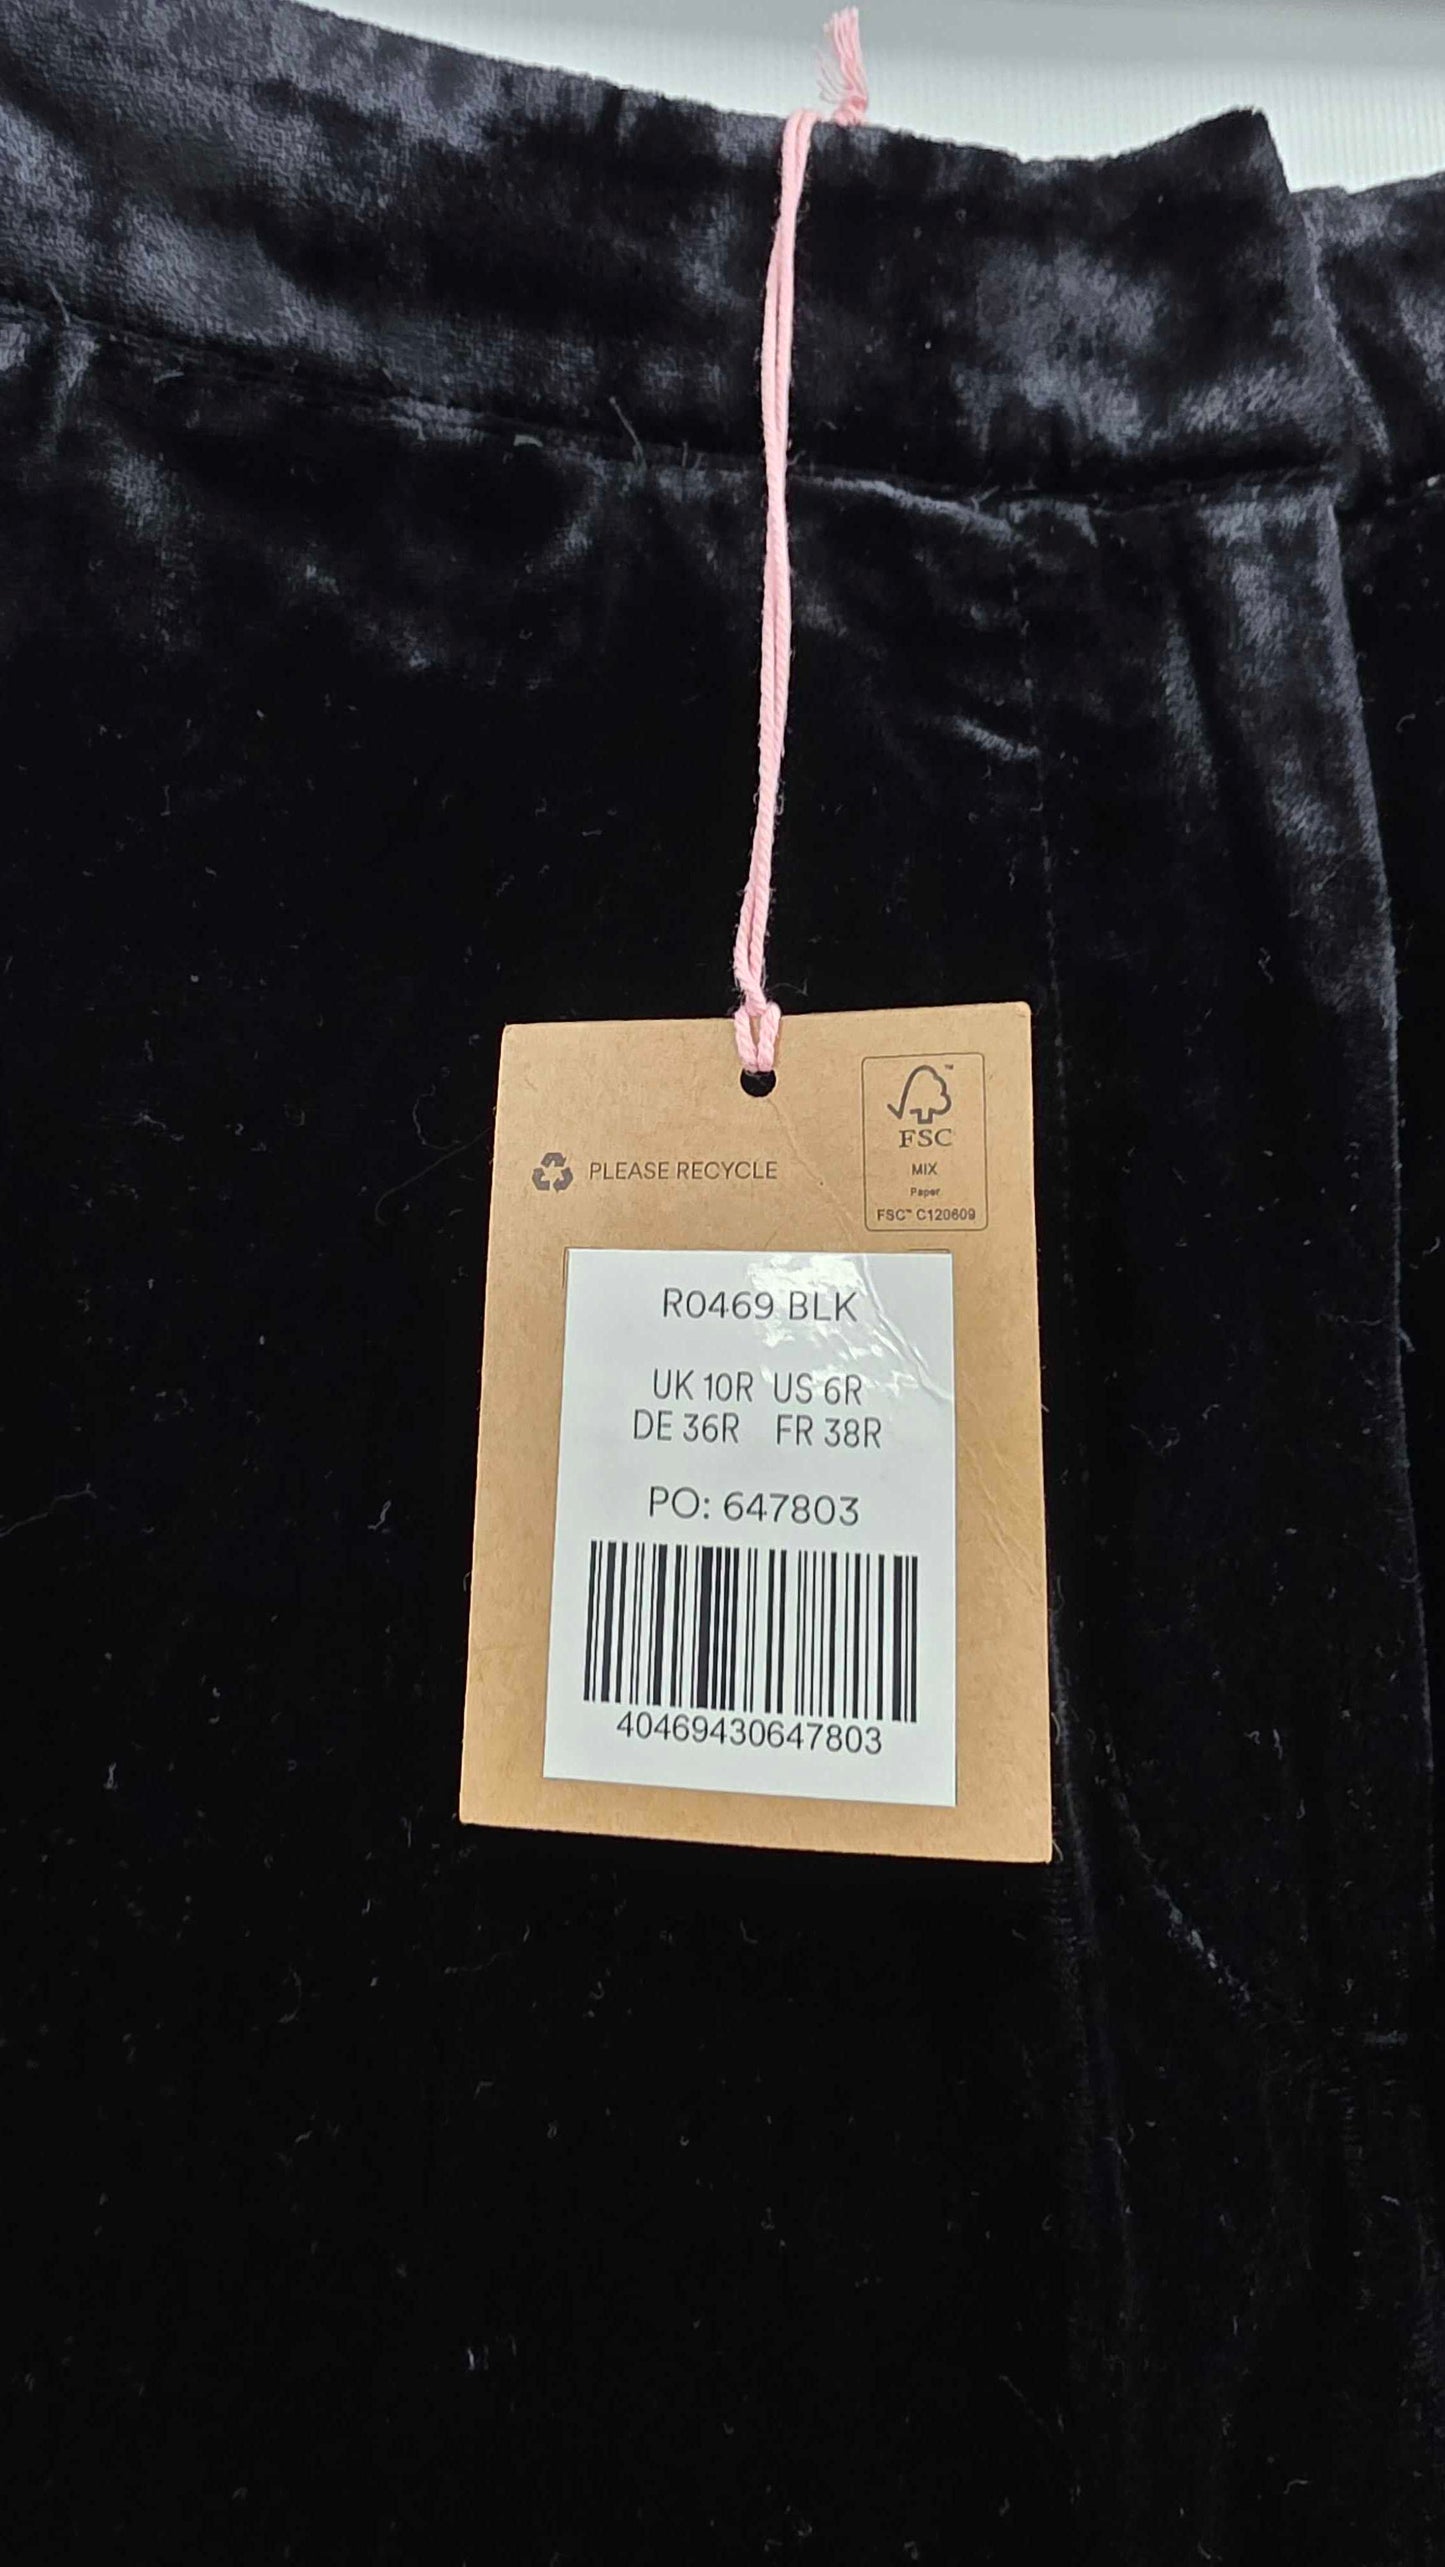 FSC™
MIX
Paper
FSC™ C120609
PLEASE RECYCLE
R0469 BLK
UK 10R US 6R
DE 36R FR 38R
PO: 647803
40469430647803